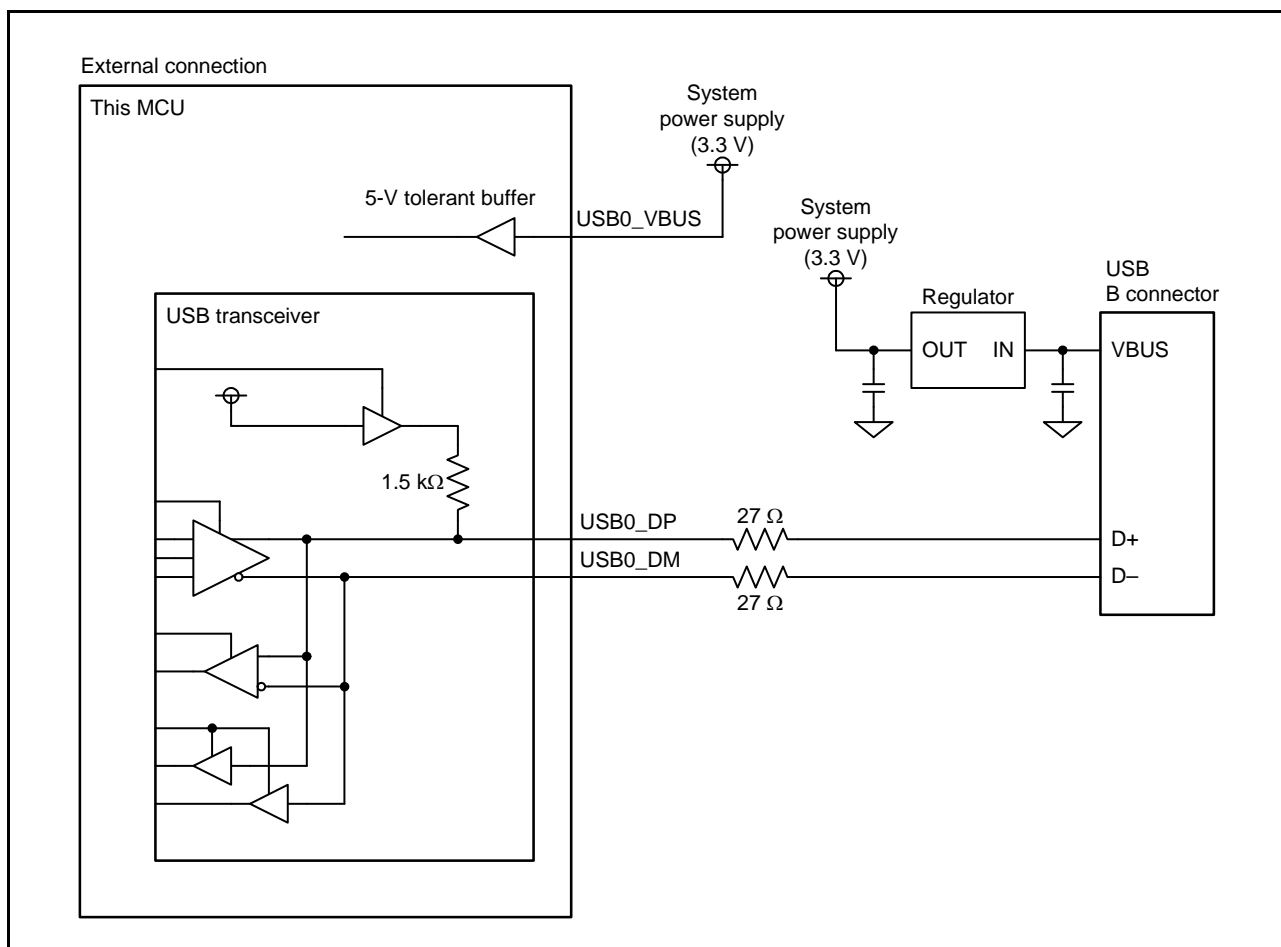 External connection
This MCU
System
power supply
(3.3 V)
5-V tolerant buffer
USB0_VBUS
System
power supply
(3.3 V)
USB
B connector
Regulator
OUT IN
VBUS
USB transceiver
1.5 kΩ
USB0_DP
27 Ω
D+
USB0_DM
27 Ω
D–